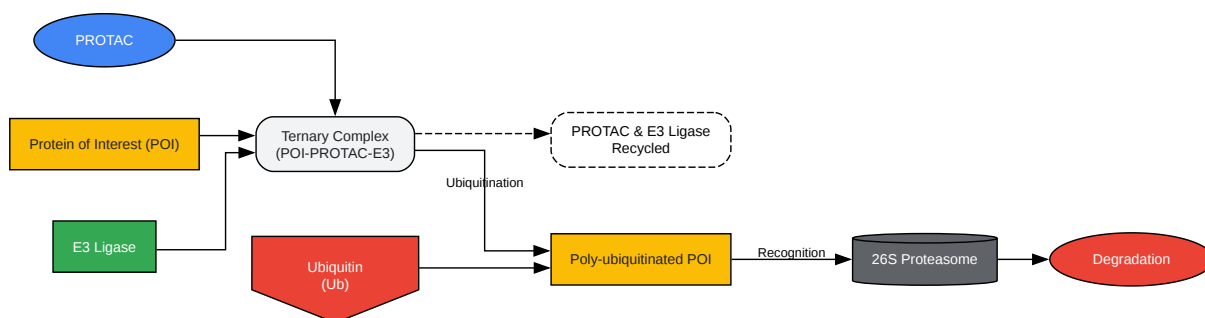 PROTAC
Protein of Interest (POI)
Ternary Complex
(POI-PROTAC-E3)
PROTAC & E3 Ligase
Recycled
Ubiquitination
E3 Ligase
Ubiquitin
(Ub)
Poly-ubiquitinated POI
Recognition
26S Proteasome
Degradation